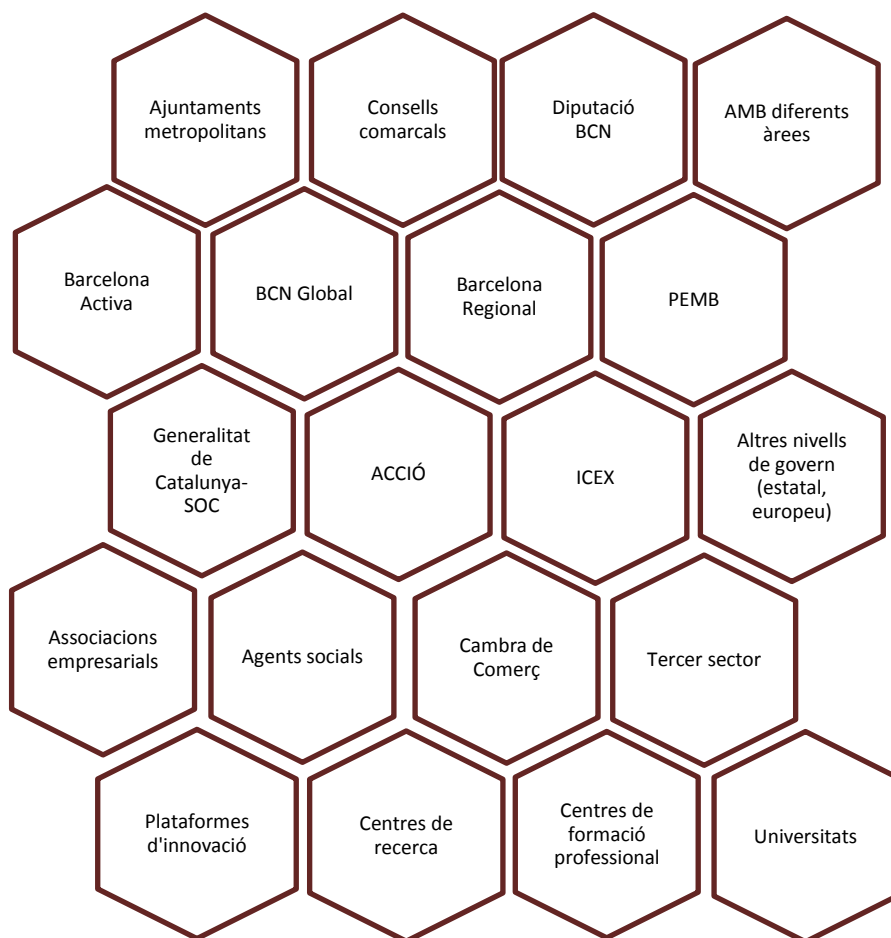 Ajuntaments
metropolitans
Consells
comarcals
Diputació
BCN
AMB diferents
àrees
Barcelona
Activa
BCN Global
Barcelona
Regional
PEMB
Generalitat
de
Catalunya-
SOC
ACCIÓ
ICEX
Altres nivells
de govern
(estatal,
europeu)
Associacions
empresarials
Agents socials
Cambra de
Comerç
Tercer sector
Plataformes
d'innovació
Centres de
recerca
Centres de
formació
professional
Universitats